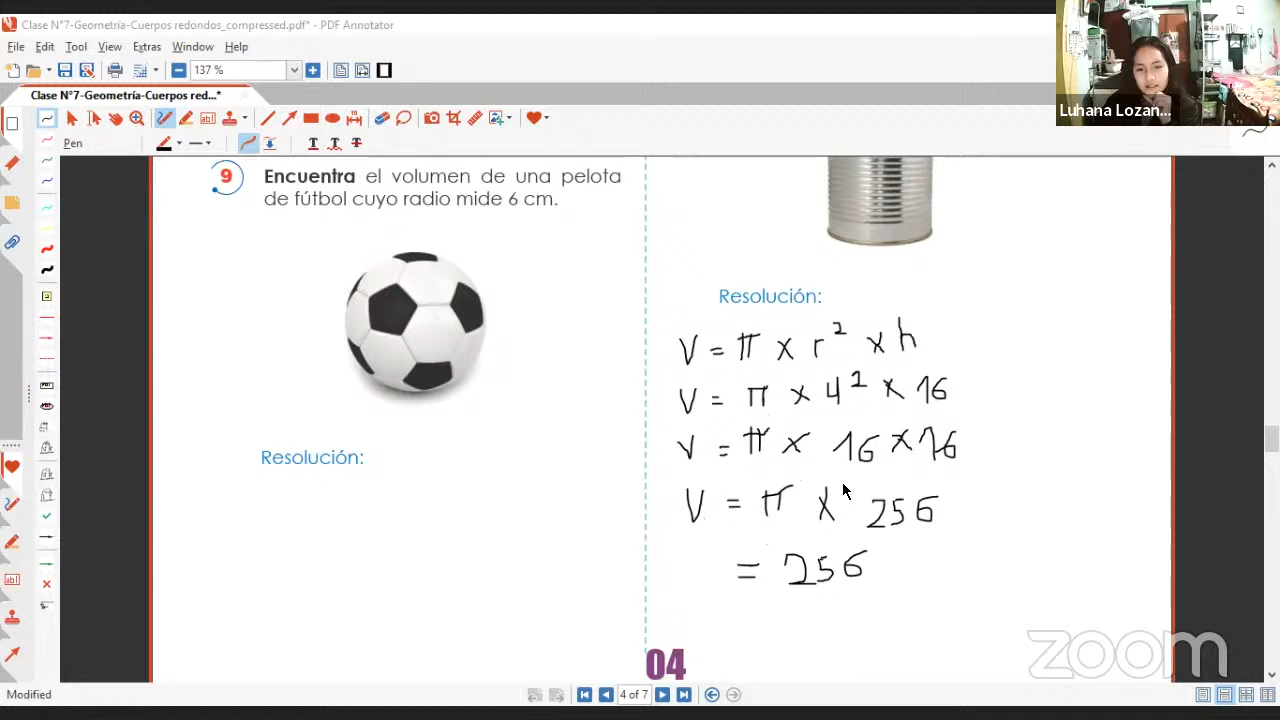 Clase N°7-Geometría-Cuerpos redondos_compressed.pdf* - PDF Annotator
File Edit Tool View Extras Window Help
137 %
Clase N°7-Geometría-Cuerpos red...*
Pen
Luhana Lozan...
9 Encuentra el volumen de una pelota
de fútbol cuyo radio mide 6 cm.
Resolución:
Resolución:
V = π x r² x h
V = π x 4² x 16
V = π x 16 x 16
V = π x 256
= 256
04
zoom
Modified
4 of 7